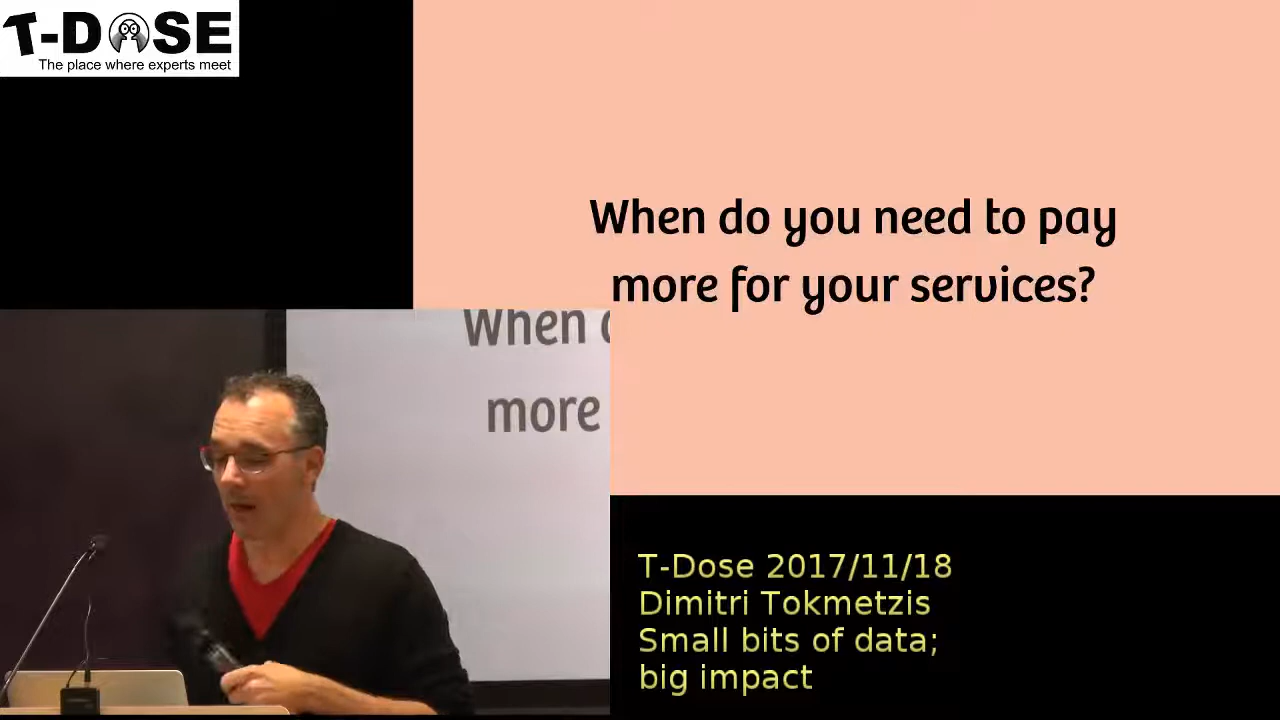 T-DOSE
The place where experts meet
When do you need to pay
more for your services?
When
more
T-Dose 2017/11/18
Dimitri Tokmetzis
Small bits of data;
big impact